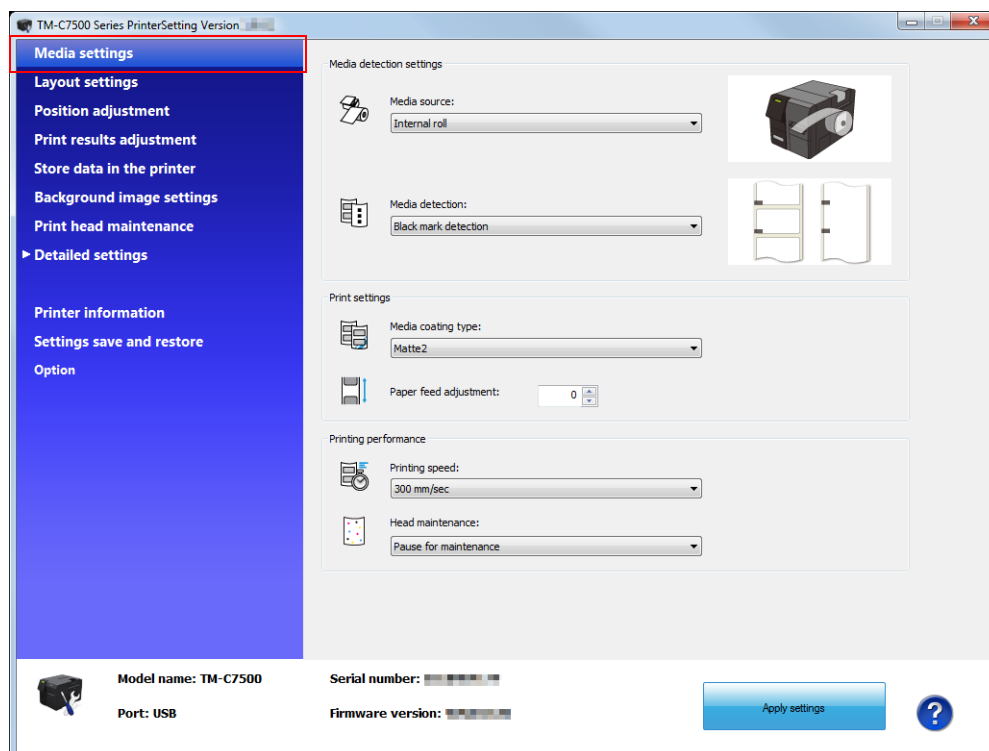 TM-C7500 Series PrinterSetting Version
Media settings
Layout settings
Position adjustment
Print results adjustment
Store data in the printer
Background image settings
Print head maintenance
Detailed settings
Printer information
Settings save and restore
Option
Media detection settings
Media source:
Internal roll
Media detection:
Black mark detection
Print settings
Media coating type:
Matte2
Paper feed adjustment:
0
Printing performance
Printing speed:
300 mm/sec
Head maintenance:
Pause for maintenance
Model name: TM-C7500
Serial number:
Port: USB
Firmware version:
Apply settings
?